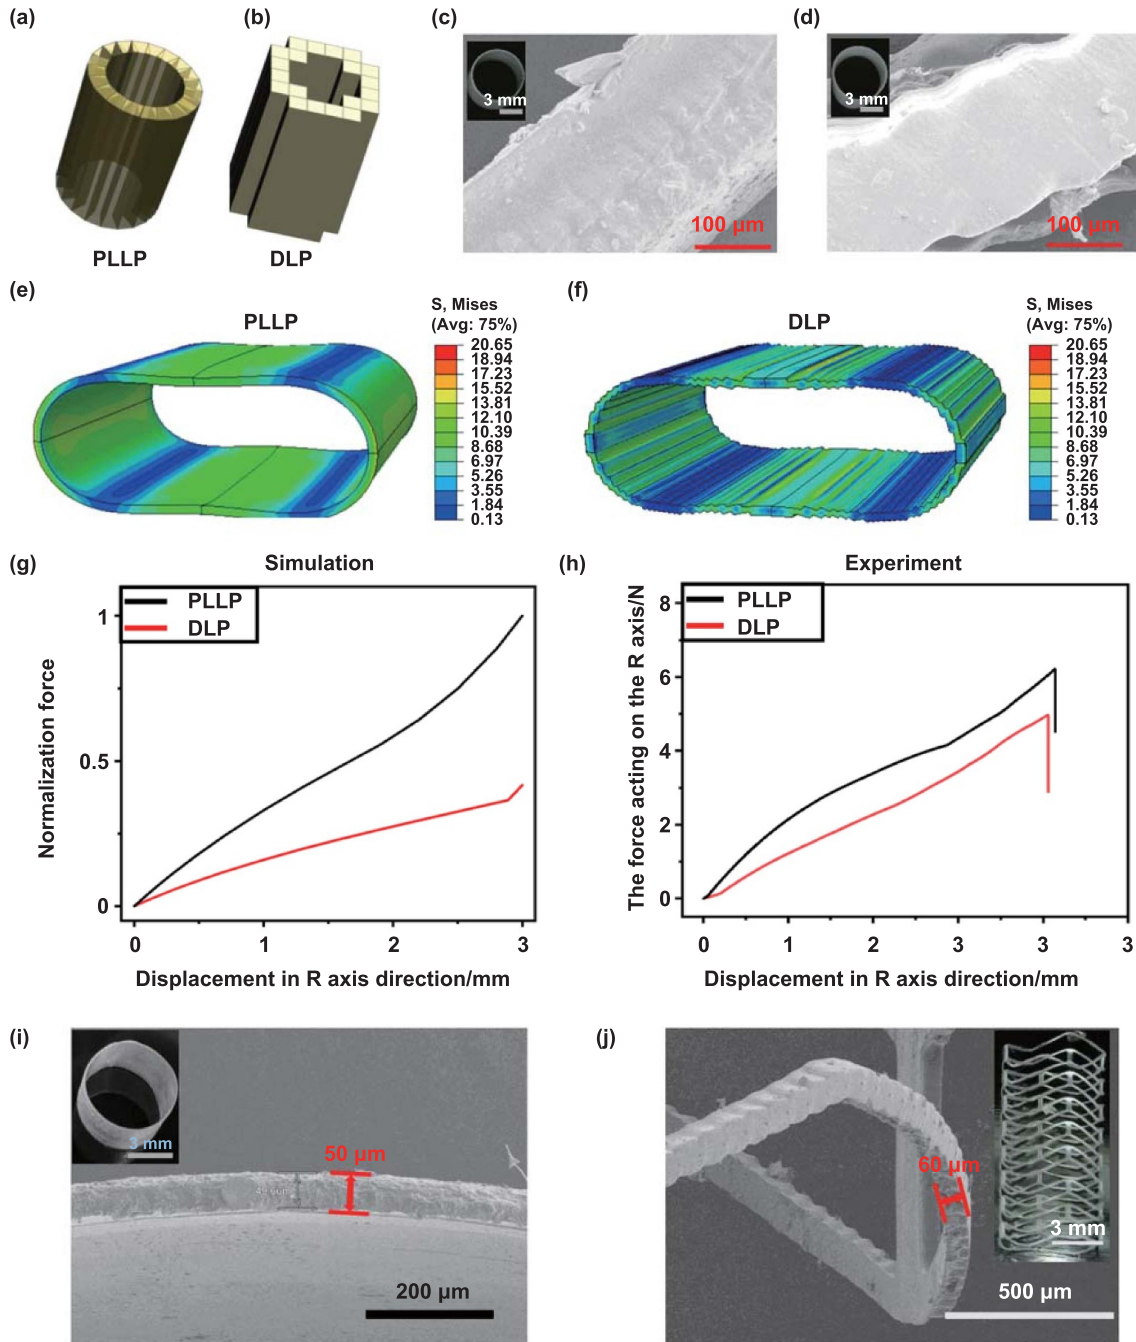 (a)
(b)
(c)
(d)
PLLP
DLP
3 mm
100 µm
3 mm
100 µm
(e)
(f)
PLLP
S, Mises
(Avg: 75%)
20.65
18.94
17.23
15.52
13.81
12.10
10.39
8.68
6.97
5.26
3.55
1.84
0.13
DLP
S, Mises
(Avg: 75%)
20.65
18.94
17.23
15.52
13.81
12.10
10.39
8.68
6.97
5.26
3.55
1.84
0.13
(g)
Simulation
PLLP
DLP
Normalization force
1
0.5
0
0
1
2
3
Displacement in R axis direction/mm
(h)
Experiment
PLLP
DLP
The force acting on the R axis/N
8
6
4
2
0
0
1
2
3
3
3
Displacement in R axis direction/mm
(i)
3 mm
50 µm
200 µm
(j)
60 µm
3 mm
500 µm